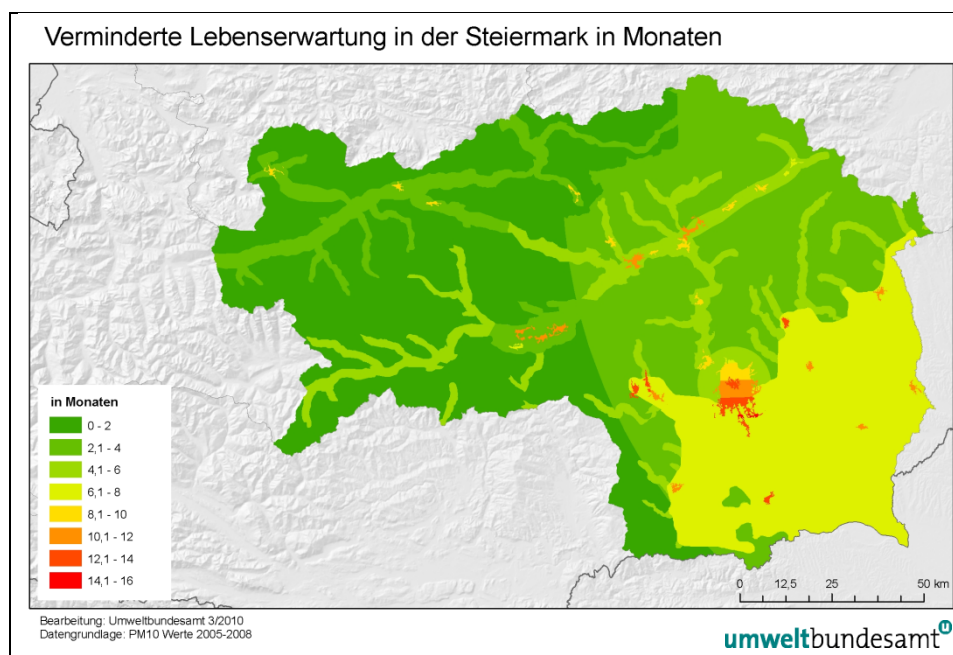 Verminderte Lebenserwartung in der Steiermark in Monaten
in Monaten
0 - 2
2,1 - 4
4,1 - 6
6,1 - 8
8,1 - 10
10,1 - 12
12,1 - 14
14,1 - 16
0 12,5 25 50 km
Bearbeitung: Umweltbundesamt 3/2010
Datengrundlage: PM10 Werte 2005-2008
umweltbundesamt u